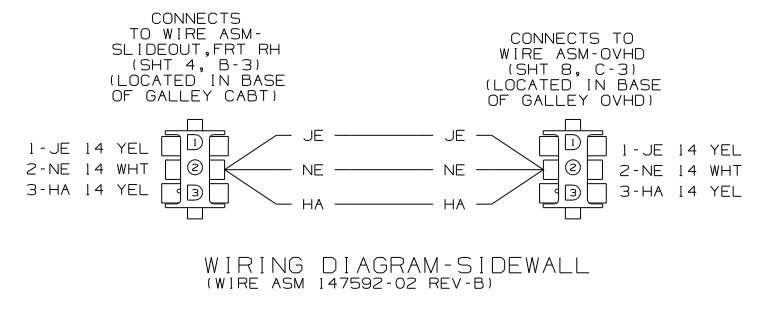 CONNECTS
TO WIRE ASM-
SLIDEOUT,FRT RH
(SHT 4, B-3)
(LOCATED IN BASE
OF GALLEY CABT)
CONNECTS TO
WIRE ASM-OVHD
(SHT 8, C-3)
(LOCATED IN BASE
OF GALLEY OVHD)
1-JE 14 YEL
2-NE 14 WHT
3-HA 14 YEL
1
2
3
JE JE
NE NE
HA HA
1
2
3
1-JE 14 YEL
2-NE 14 WHT
3-HA 14 YEL
WIRING DIAGRAM-SIDEWALL
(WIRE ASM 147592-02 REV-B)